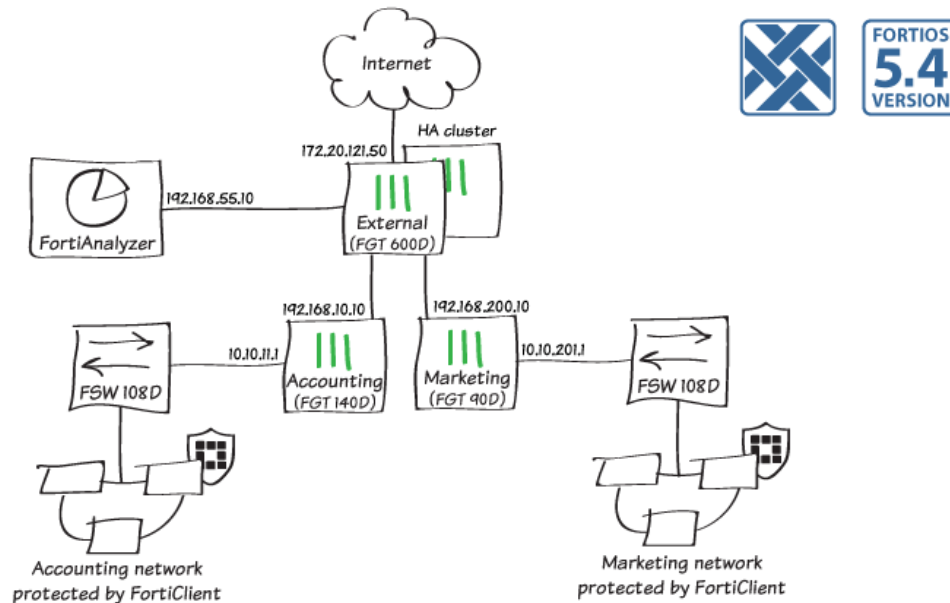 Internet
FORTIOS
5.4
VERSION
HA cluster
172.20.121.50
192.168.55.10
External
(FGT 600D)
FortiAnalyzer
192.168.10.10
192.168.200.10
10.10.11.1
10.10.201.1
FSW 108D
Accounting
(FGT 140D)
Marketing
(FGT 90D)
FSW 108D
Accounting network
protected by FortiClient
Marketing network
protected by FortiClient